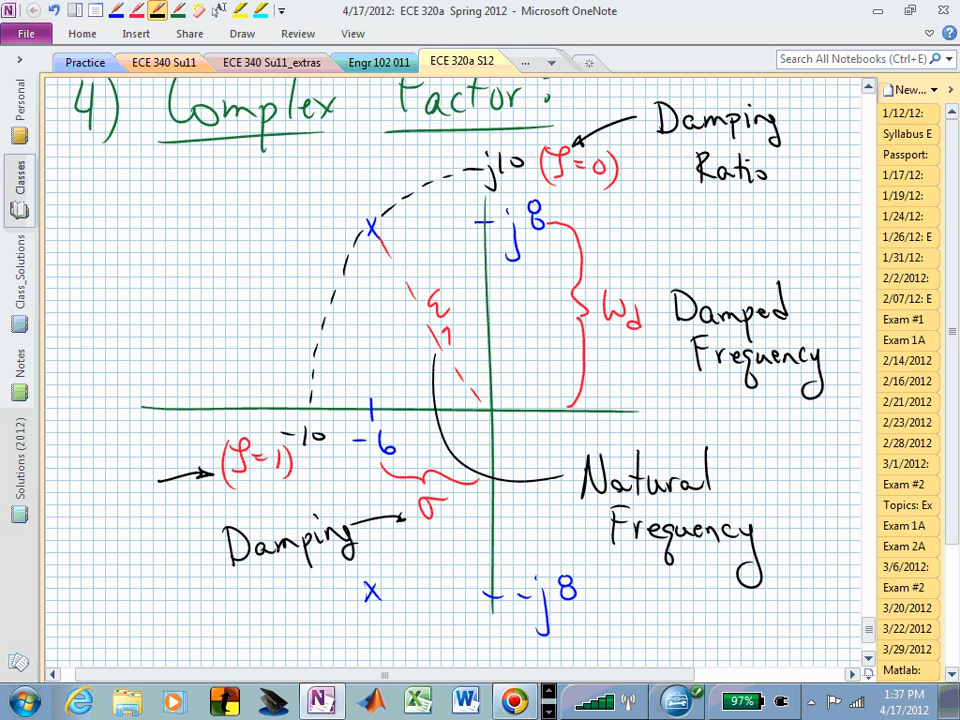 4/17/2012: ECE 320a Spring 2012 - Microsoft OneNote
File Home Insert Share Draw Review View
Practice ECE 340 Su11 ECE 340 Su11_extras Engr 102 011 ECE 320a S12 ...
Search All Notebooks (Ctrl+E)
Personal
Classes
Class_Solutions
Notes
Solutions (2012)
4) Complex Factor:
Damping
Ratio
j10 (ζ=0)
x
j8
ωn
ωd
Damped
Frequency
-10
-6
(ζ=1)
σ
Natural
Frequency
Damping
x
-j8
New...
1/12/12:
Syllabus E
Passport:
1/17/12:
1/19/12:
1/24/12:
1/26/12: E
1/31/12:
2/2/2012:
2/07/12: E
Exam #1
Exam 1A
2/14/2012
2/16/2012
2/21/2012
2/23/2012
2/28/2012
3/1/2012:
Exam #2
Topics: Ex
Exam 1A
Exam 2A
3/6/2012:
Exam #2
3/20/2012
3/22/2012
3/29/2012
Matlab:
97%
1:37 PM
4/17/2012